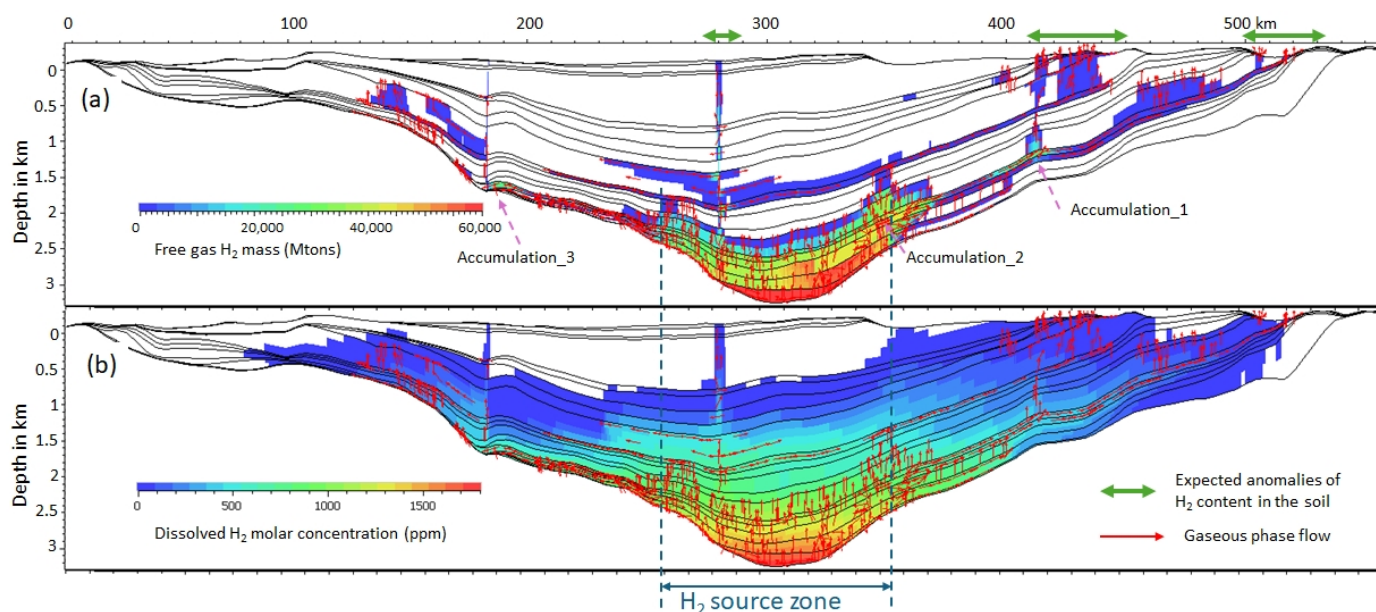 0 100 200 300 400 500 km
(a)
0
0.5
1
1.5
2
2.5
3
Depth in km
0 20,000 40,000 60,000
Free gas H₂ mass (Mtons)
Accumulation_3
Accumulation_1
Accumulation_2
(b)
0
0.5
1
1.5
2
2.5
3
Depth in km
0 500 1000 1500
Dissolved H₂ molar concentration (ppm)
Expected anomalies of
H₂ content in the soil
Gaseous phase flow
H₂ source zone